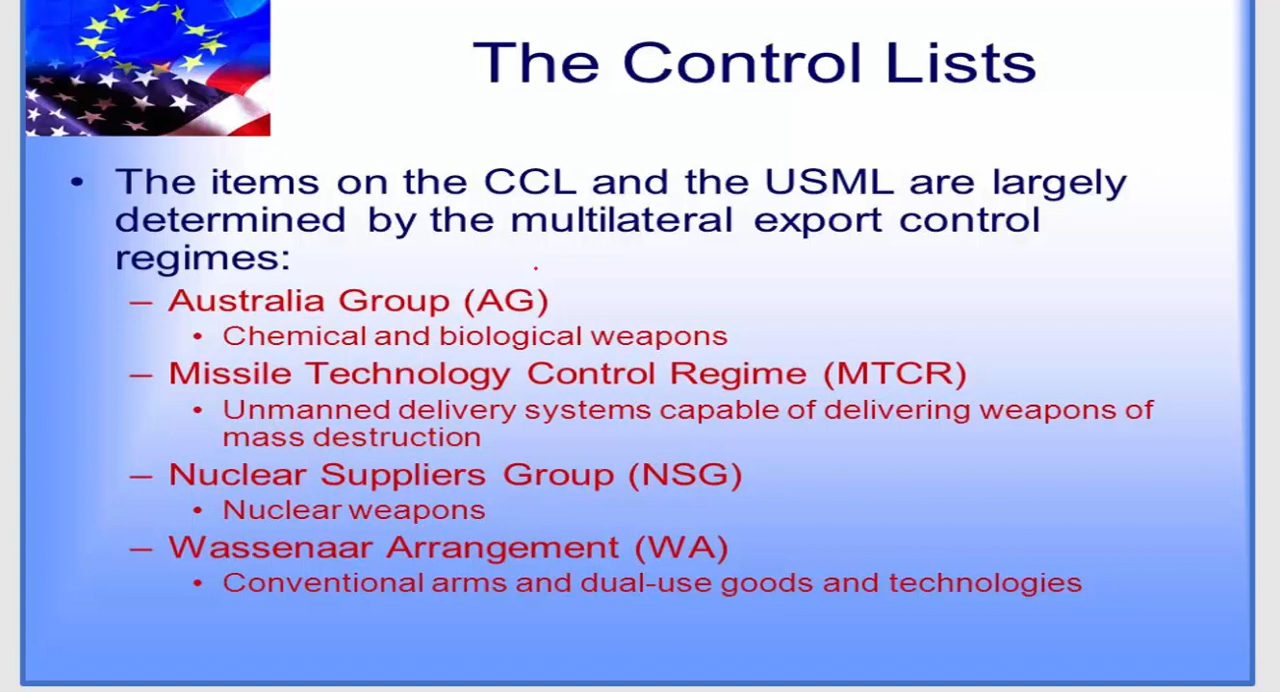 The Control Lists
• The items on the CCL and the USML are largely
determined by the multilateral export control
regimes:
– Australia Group (AG)
• Chemical and biological weapons
– Missile Technology Control Regime (MTCR)
• Unmanned delivery systems capable of delivering weapons of
mass destruction
– Nuclear Suppliers Group (NSG)
• Nuclear weapons
– Wassenaar Arrangement (WA)
• Conventional arms and dual-use goods and technologies